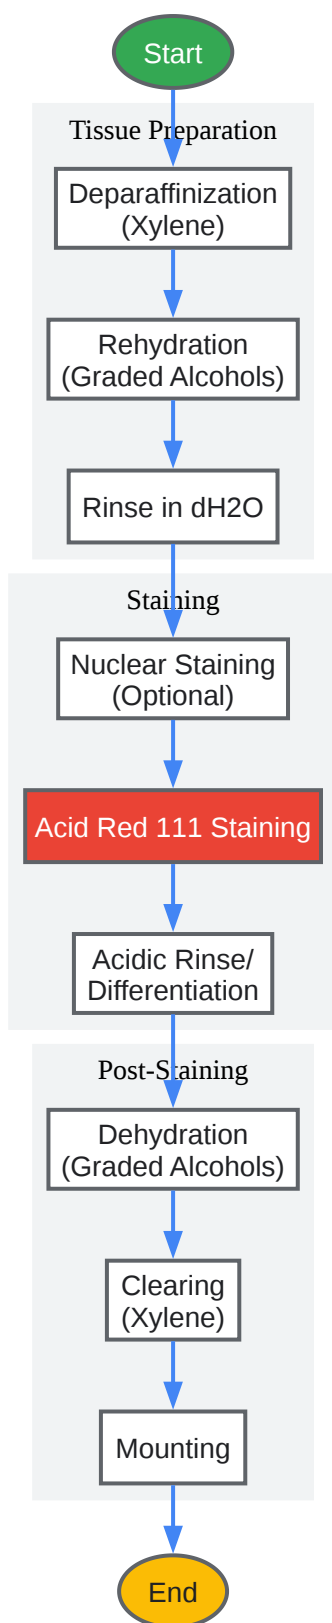 Start
Tissue Preparation
Deparaffinization
(Xylene)
Rehydration
(Graded Alcohols)
Rinse in dH2O
Staining
Nuclear Staining
(Optional)
Acid Red 111 Staining
Acidic Rinse/
Differentiation
Post-Staining
Dehydration
(Graded Alcohols)
Clearing
(Xylene)
Mounting
End